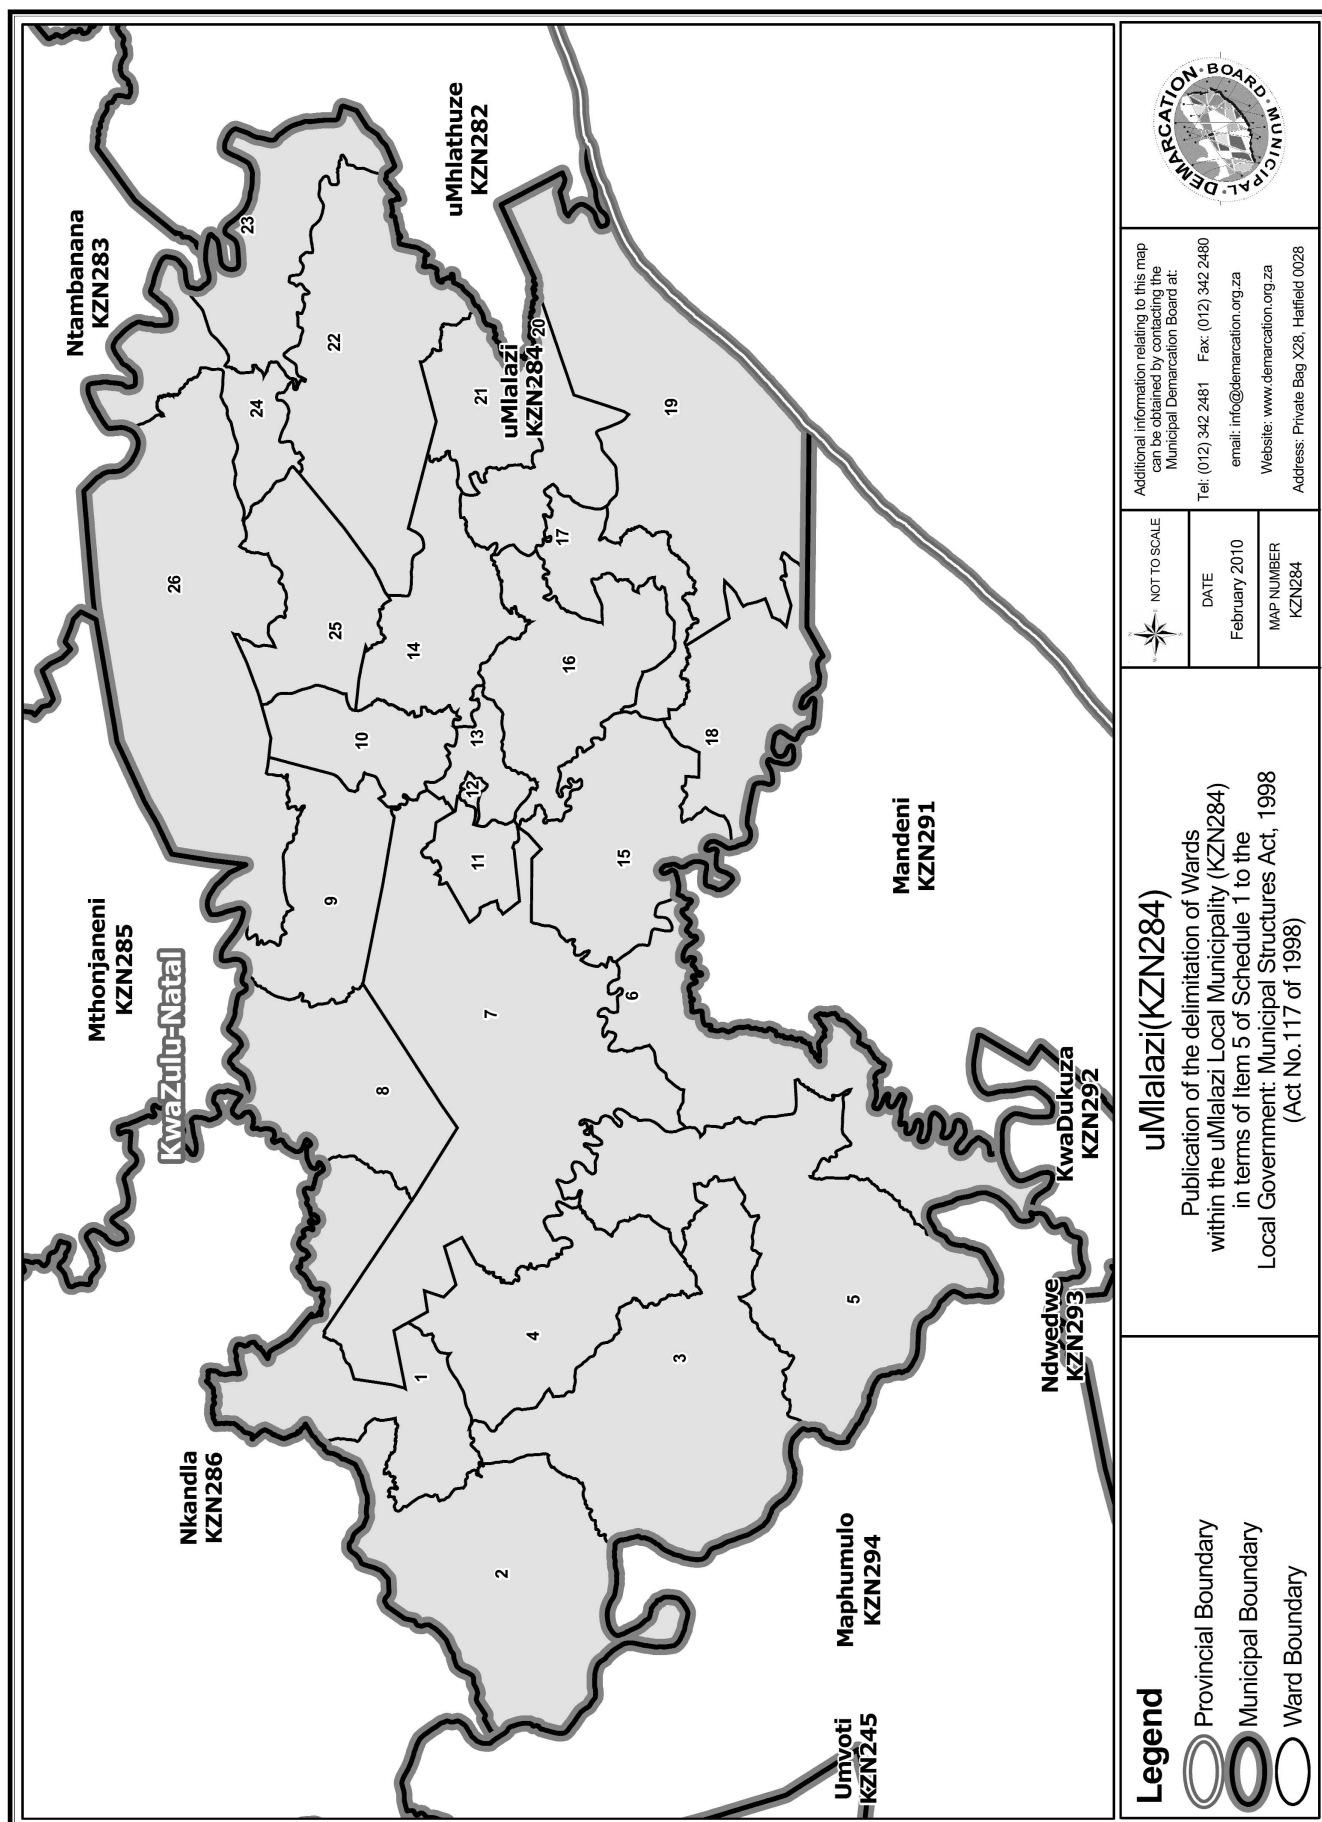 Ntambanana
KZN283
uMhlathuze
KZN282
Mthonjaneni
KZN285
KwaZulu-Natal
Nkandla
KZN286
uMlalazi
KZN284
Mandeni
KZN291
KwaDukuza
KZN292
Ndwedwe
KZN293
Maphumulo
KZN294
Umvoti
KZN245
1
2
3
4
5
6
7
8
9
10
11
12
13
14
15
16
17
18
19
20
21
22
23
24
25
26
Legend
Provincial Boundary
Municipal Boundary
Ward Boundary
uMlalazi(KZN284)
Publication of the delimitation of Wards
within the uMlalazi Local Municipality (KZN284)
in terms of Item 5 of Schedule 1 to the
Local Government: Municipal Structures Act, 1998
(Act No.117 of 1998)
NOT TO SCALE
DATE
February 2010
MAP NUMBER
KZN284
Additional information relating to this map
can be obtained by contacting the
Municipal Demarcation Board at:
Tel: (012) 342 2481 Fax: (012) 342 2480
email: info@demarcation.org.za
Website: www.demarcation.org.za
Address: Private Bag X28, Hatfield 0028
MUNICIPAL • DEMARCATION • BOARD •